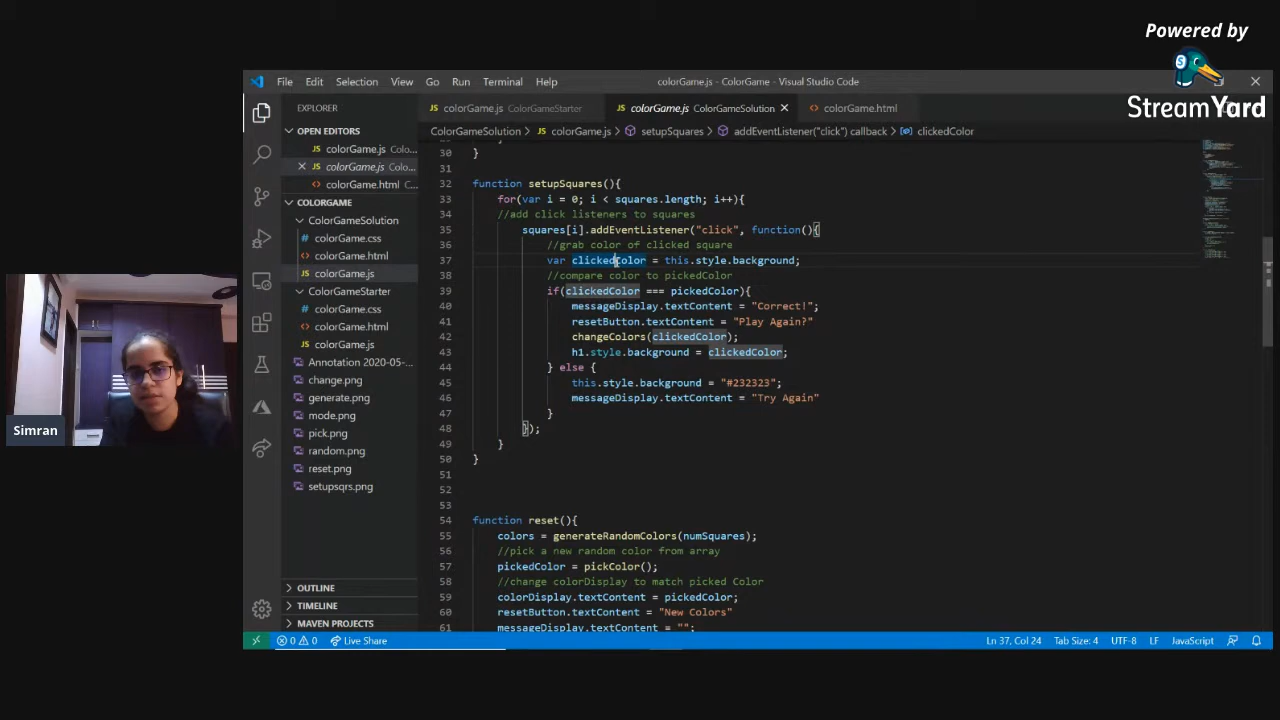 Powered by
StreamYard
File Edit Selection View Go Run Terminal Help
colorGame.js - ColorGame - Visual Studio Code
EXPLORER
OPEN EDITORS
colorGame.js Colo...
colorGame.js Colo...
colorGame.html C...
COLORGAME
ColorGameSolution
colorGame.css
colorGame.html
colorGame.js
ColorGameStarter
colorGame.css
colorGame.html
colorGame.js
Annotation 2020-05-...
change.png
generate.png
mode.png
pick.png
random.png
reset.png
setupsqrs.png
OUTLINE
TIMELINE
MAVEN PROJECTS
colorGame.js ColorGameStarter
colorGame.js ColorGameSolution
colorGame.html
ColorGameSolution > colorGame.js > setupSquares > addEventListener("click") callback > clickedColor
30 }
31
32 function setupSquares(){
33 for(var i = 0; i < squares.length; i++){
34 //add click listeners to squares
35 squares[i].addEventListener("click", function(){
36 //grab color of clicked square
37 var clickedColor = this.style.background;
38 //compare color to pickedColor
39 if(clickedColor === pickedColor){
40 messageDisplay.textContent = "Correct!";
41 resetButton.textContent = "Play Again?"
42 changeColors(clickedColor);
43 h1.style.background = clickedColor;
44 } else {
45 this.style.background = "#232323";
46 messageDisplay.textContent = "Try Again"
47 }
48 });
49 }
50 }
51
52
53
54 function reset(){
55 colors = generateRandomColors(numSquares);
56 //pick a new random color from array
57 pickedColor = pickColor();
58 //change colorDisplay to match picked Color
59 colorDisplay.textContent = pickedColor;
60 resetButton.textContent = "New Colors"
61 messageDisplay.textContent = "";
Simran
0 0 Live Share
Ln 37, Col 24 Tab Size: 4 UTF-8 LF JavaScript